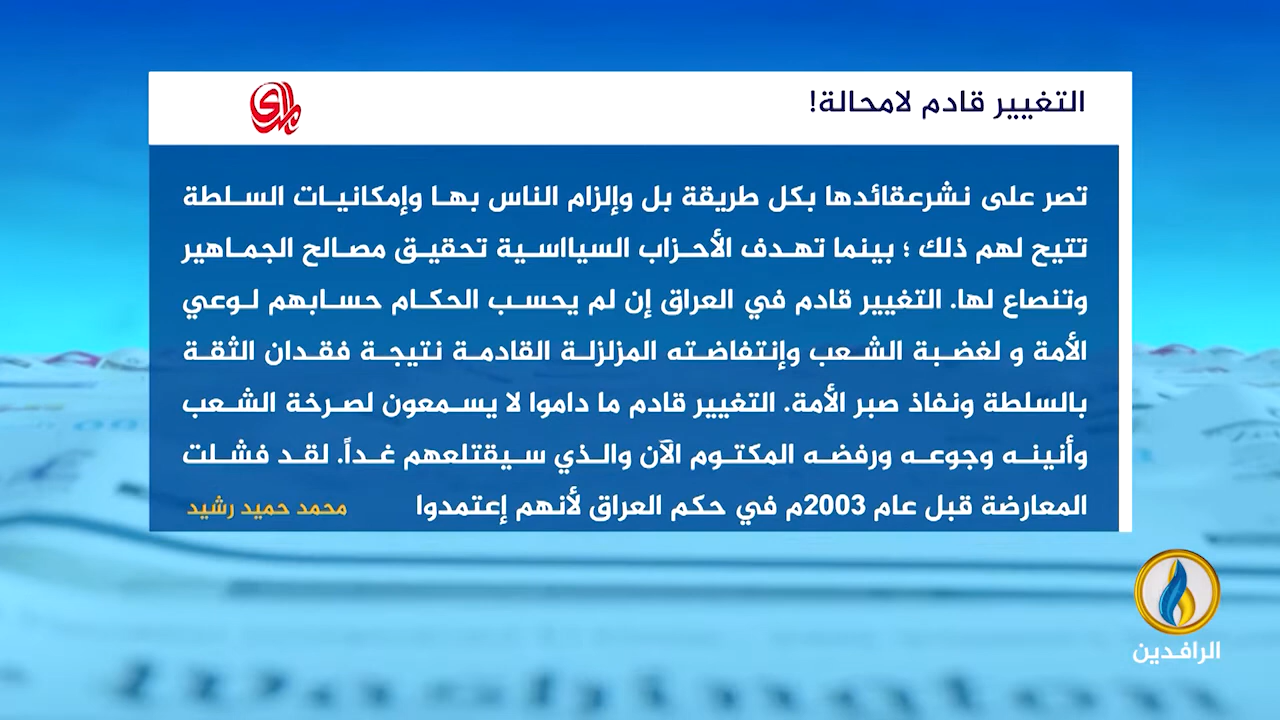 التغيير قادم لامحالة!
المدى
تصر على نشرعقائدها بكل طريقة بل وإلزام الناس بها وإمكانيات السلطة
تتيح لهم ذلك ؛ بينما تهدف الأحزاب السيااسية تحقيق مصالح الجماهير
وتنصاع لها. التغيير قادم في العراق إن لم يحسب الحكام حسابهم لوعي
الأمة و لغضبة الشعب وإنتفاضته المزلزلة القادمة نتيجة فقدان الثقة
بالسلطة ونفاذ صبر الأمة. التغيير قادم ما داموا لا يسمعون لصرخة الشعب
وأنينه وجوعه ورفضه المكتوم الآن والذي سيقتلعهم غداً. لقد فشلت
المعارضة قبل عام 2003م في حكم العراق لأنهم إعتمدوا
محمد حميد رشيد
الرافدين